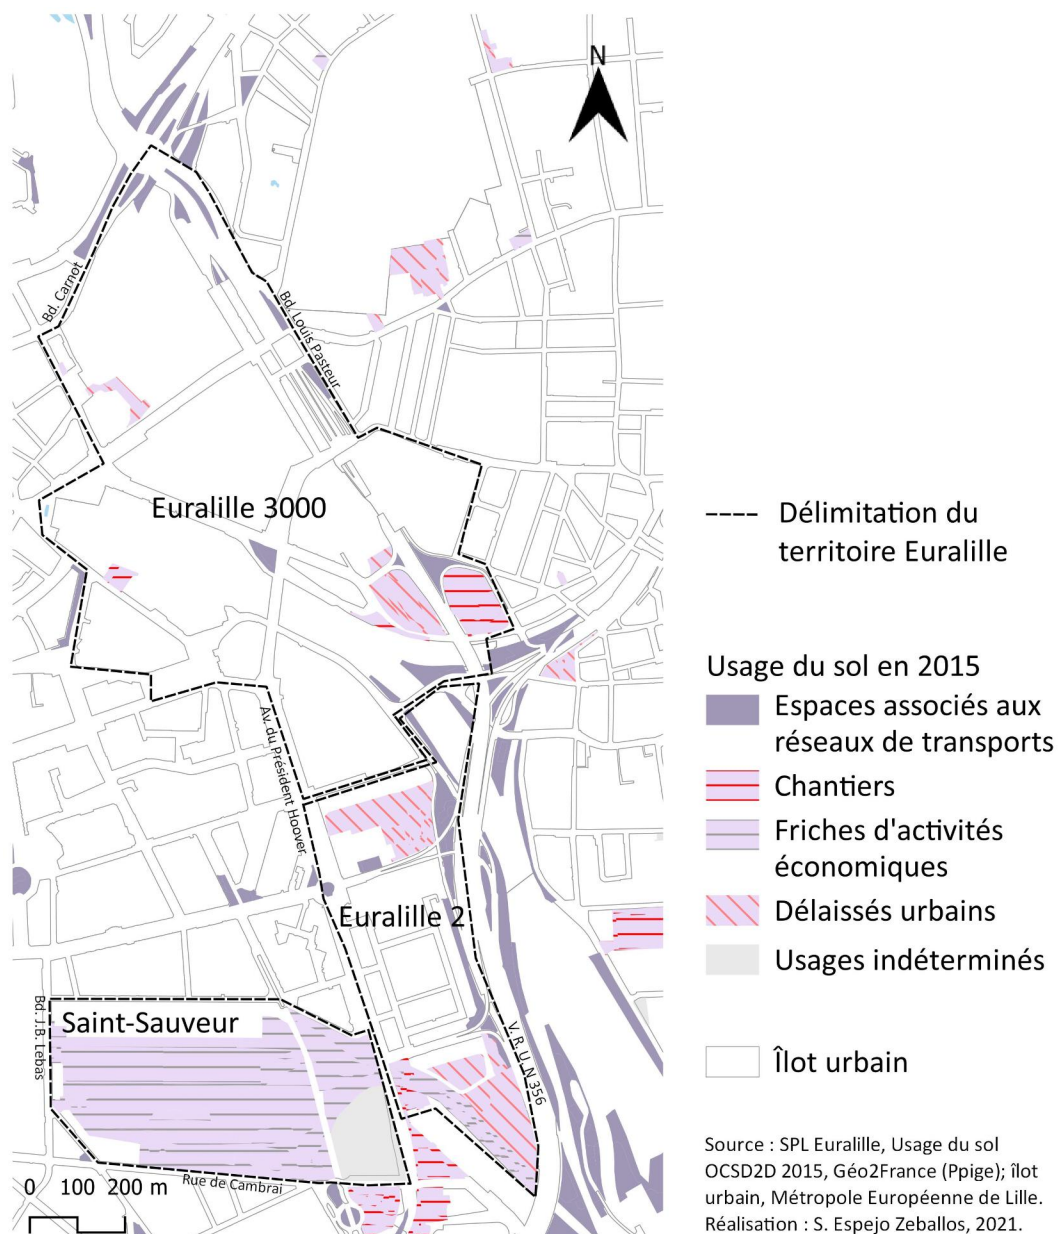 N
Bd. Carnot
Bd. Louis Pasteur
Euralille 3000
Av. du Président Hoover
Euralille 2
Saint-Sauveur
Bd. J.B. Lebas
V. R. U. N 356
Rue de Cambrai
0 100 200 m
Délimitation du
territoire Euralille
Usage du sol en 2015
Espaces associés aux
réseaux de transports
Chantiers
Friches d'activités
économiques
Délaissés urbains
Usages indéterminés
Îlot urbain
Source : SPL Euralille, Usage du sol
OCSD2D 2015, Géo2France (Ppige); îlot
urbain, Métropole Européenne de Lille.
Réalisation : S. Espejo Zeballos, 2021.